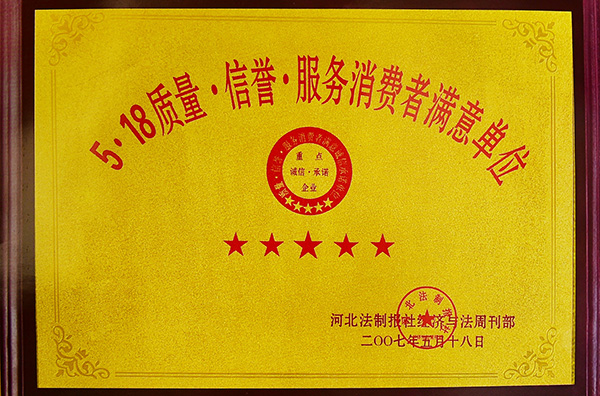 5·18质量·信誉·服务消费者满意单位
重点
诚信·承诺
企业
河北法制报社经济与法周刊部
二〇〇七年五月十八日